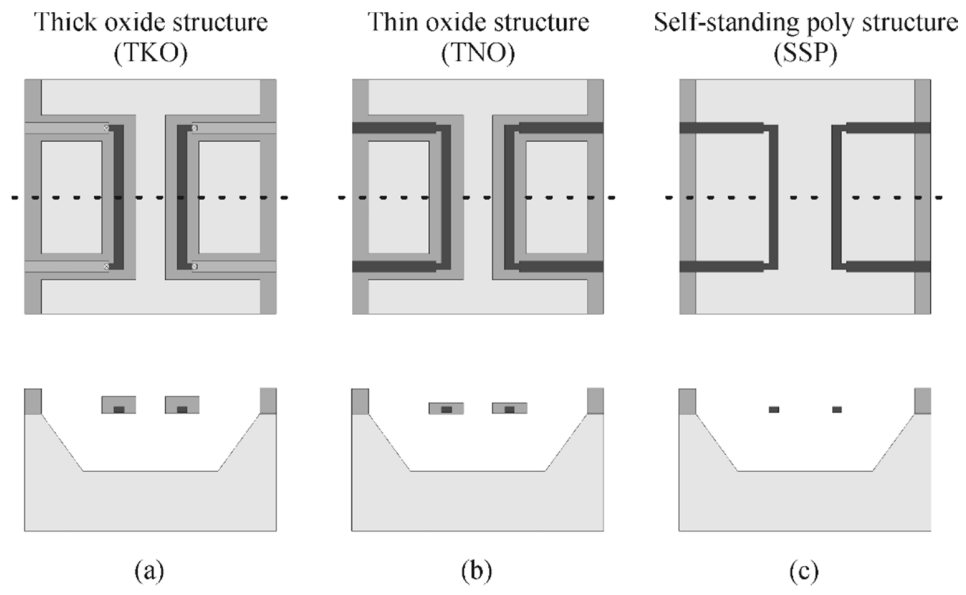 Thick oxide structure
(TKO)
Thin oxide structure
(TNO)
Self-standing poly structure
(SSP)
(a)
(b)
(c)